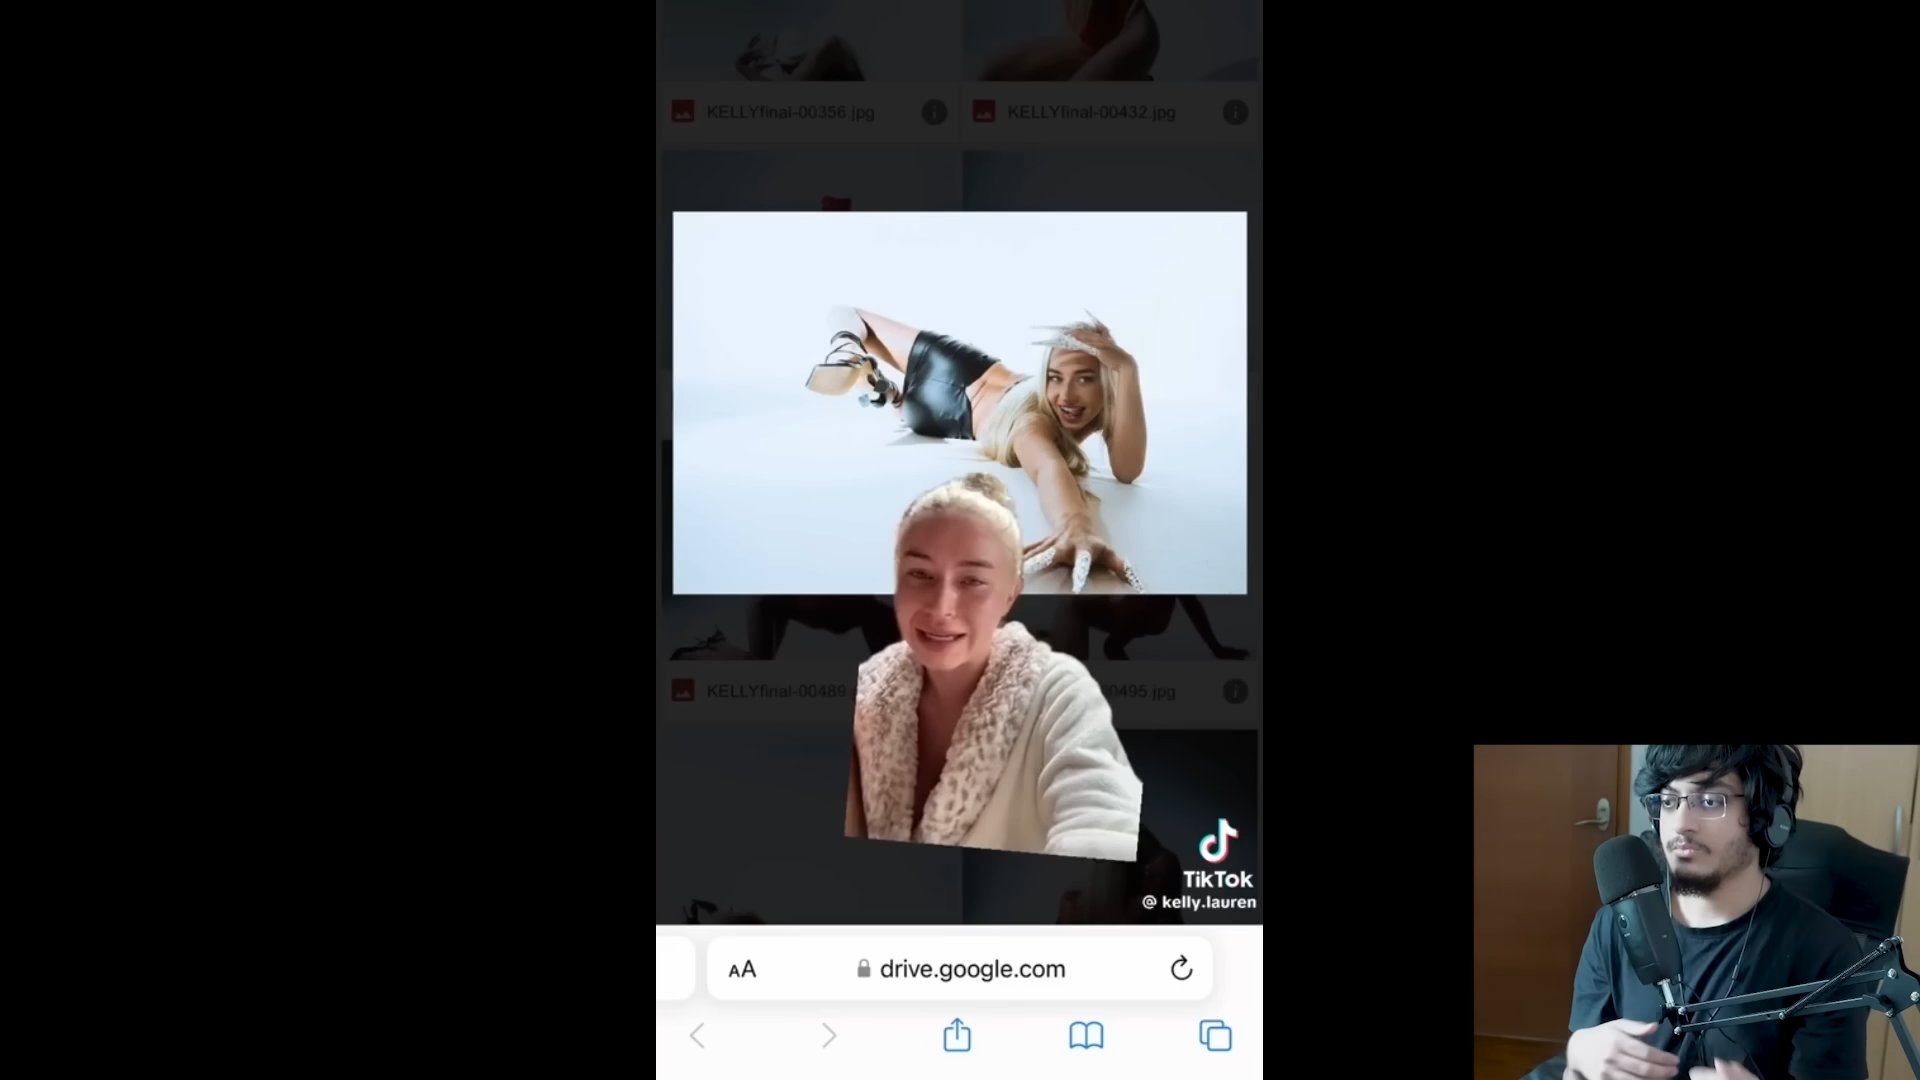 KELLYfinal-00356.jpg
KELLYfinal-00432.jpg
KELLYfinal-00489
0495.jpg
TikTok
@ kelly.lauren
AA
drive.google.com